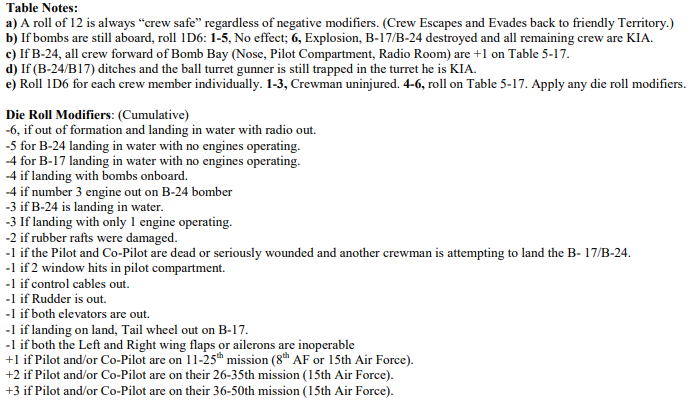 Table Notes:
a) A roll of 12 is always “crew safe” regardless of negative modifiers. (Crew Escapes and Evades back to friendly Territory.)
b) If bombs are still aboard, roll 1D6: 1-5, No effect; 6, Explosion, B-17/B-24 destroyed and all remaining crew are KIA.
c) If B-24, all crew forward of Bomb Bay (Nose, Pilot Compartment, Radio Room) are +1 on Table 5-17.
d) If (B-24/B17) ditches and the ball turret gunner is still trapped in the turret he is KIA.
e) Roll 1D6 for each crew member individually. 1-3, Crewman uninjured. 4-6, roll on Table 5-17. Apply any die roll modifiers.
Die Roll Modifiers: (Cumulative)
-6, if out of formation and landing in water with radio out.
-5 for B-24 landing in water with no engines operating.
-4 for B-17 landing in water with no engines operating.
-4 if landing with bombs onboard.
-4 if number 3 engine out on B-24 bomber
-3 if B-24 is landing in water.
-3 If landing with only 1 engine operating.
-2 if rubber rafts were damaged.
-1 if the Pilot and Co-Pilot are dead or seriously wounded and another crewman is attempting to land the B- 17/B-24.
-1 if 2 window hits in pilot compartment.
-1 if control cables out.
-1 if Rudder is out.
-1 if both elevators are out.
-1 if landing on land, Tail wheel out on B-17.
-1 if both the Left and Right wing flaps or ailerons are inoperable
+1 if Pilot and/or Co-Pilot are on 11-25th mission (8th AF or 15th Air Force).
+2 if Pilot and/or Co-Pilot are on their 26-35th mission (15th Air Force).
+3 if Pilot and/or Co-Pilot are on their 36-50th mission (15th Air Force).